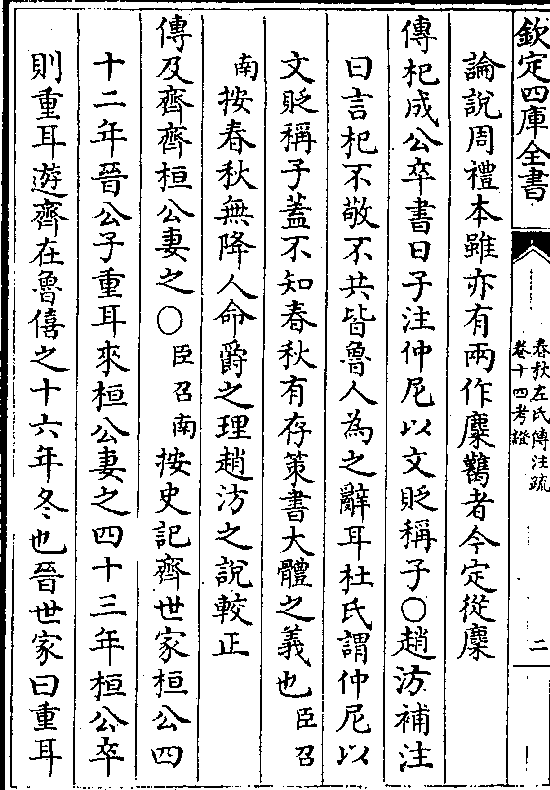 欽定四庫全書
春秋左氏傳注疏
卷十四考證
二
論說周禮本雖亦有兩作麇鷊者今定從麇
傳杞成公卒書曰子注仲尼以文貶稱子〇趙汸補注
曰言杞不敬不共皆魯人為之辭耳杜氏謂仲尼以
文貶稱子葢不知春秋有存策書大體之義也臣召
南按春秋無降人命爵之理趙汸之說較正
傳及齊齊桓公妻之〇臣召南按史記齊世家桓公四
十二年晉公子重耳來桓公妻之四十三年桓公卒
則重耳遊齊在魯僖之十六年冬也晉世家曰重耳